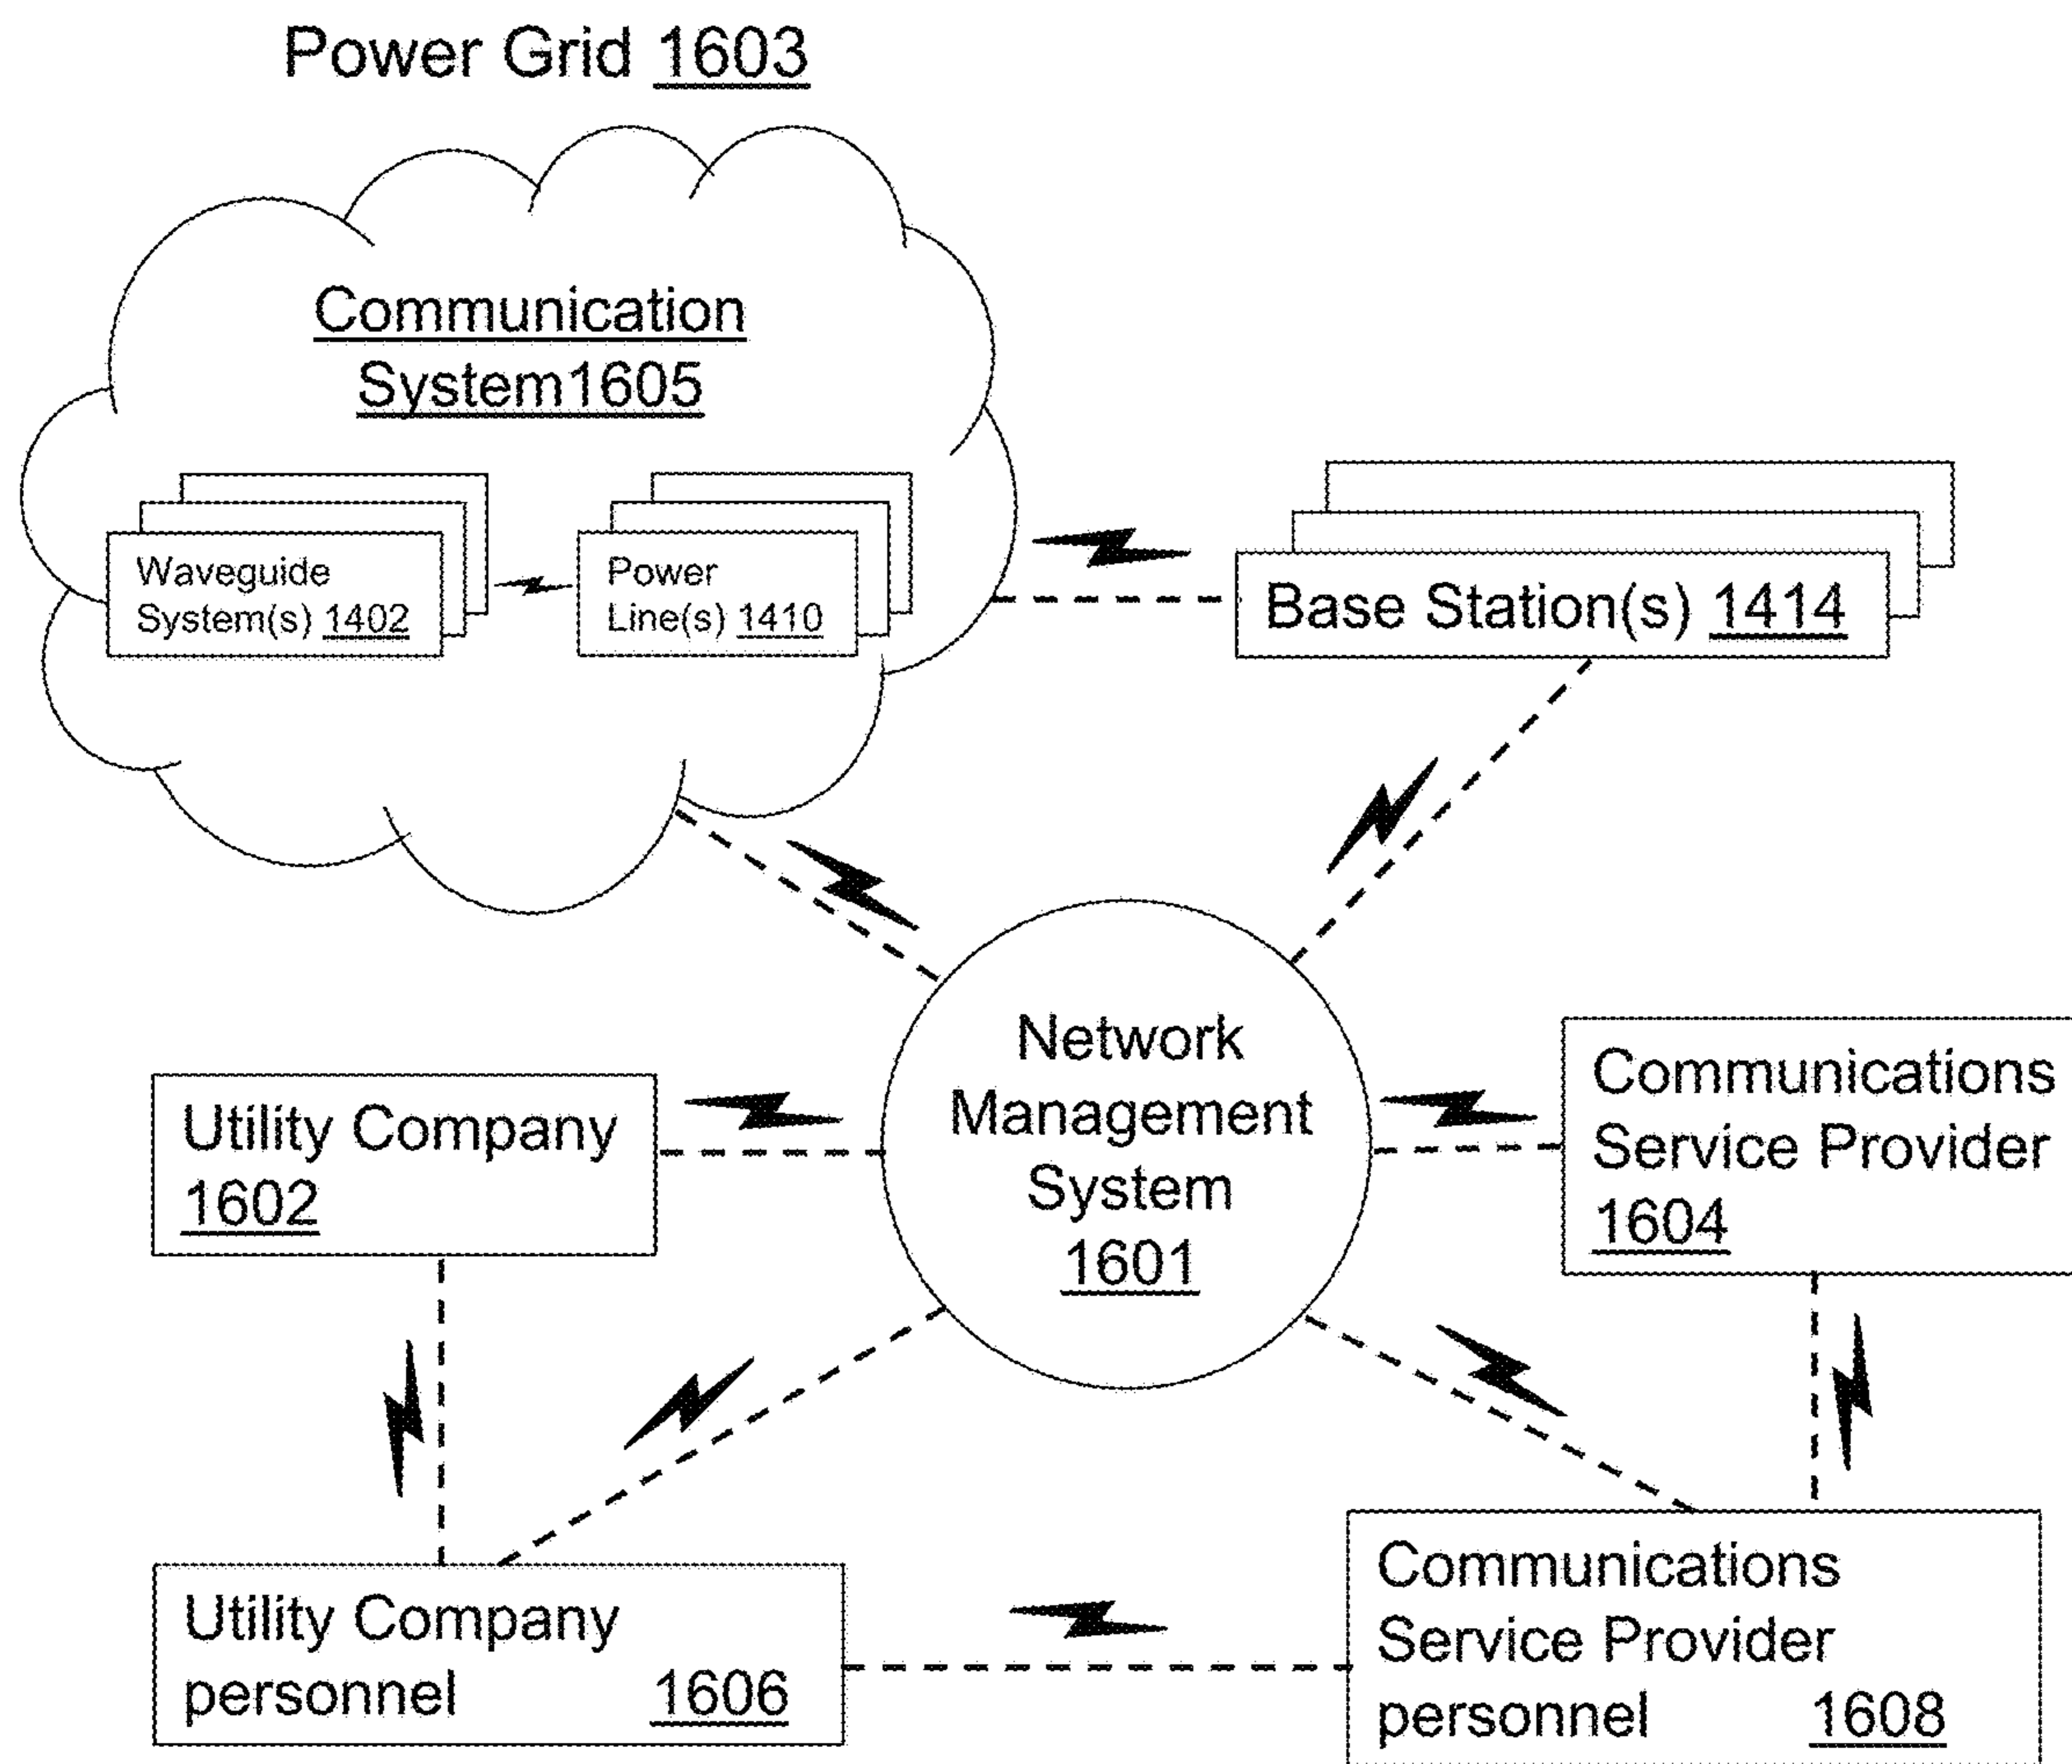 Power Grid 1603
Communication
System1605
Waveguide
System(s) 1402
Power
Line(s) 1410
Base Station(s) 1414
Network
Management
System
1601
Utility Company
1602
Communications
Service Provider
1604
Utility Company
personnel 1606
Communications
Service Provider
personnel 1608